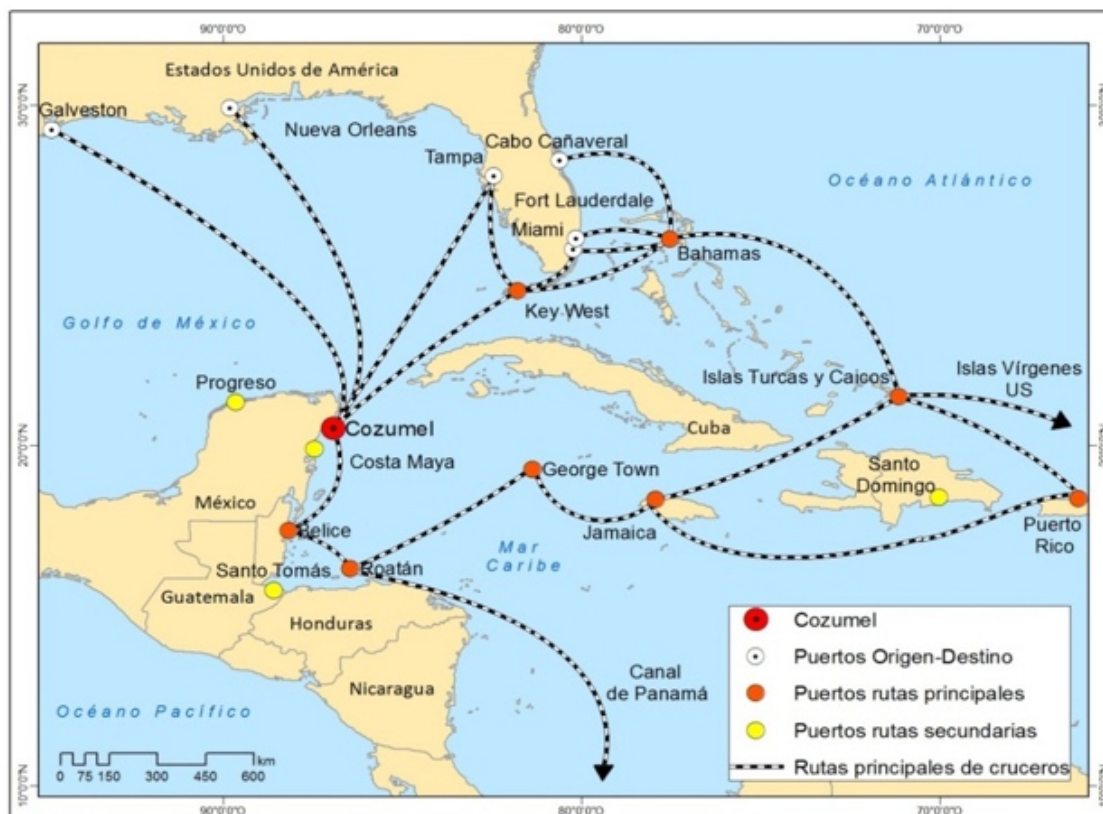 90°0'0"O
80°0'0"O
70°0'0"O
Estados Unidos de América
Galveston
30°0'0"N
Nueva Orleans
Cabo Cañaveral
Tampa
Océano Atlántico
Fort Lauderdale
Miami
Bahamas
Key West
Golfo de México
Islas Turcas y Caicos
Islas Vírgenes
US
Progreso
Cozumel
Cuba
20°0'0"N
Costa Maya
George Town
Santo
Domingo
México
Jamaica
Puerto
Rico
Belice
Mar
Caribe
Santo Tomás
Roatán
Guatemala
Honduras
Nicaragua
Canal
de Panamá
Océano Pacífico
0 75 150 300 450 600 km
Cozumel
Puertos Origen-Destino
Puertos rutas principales
Puertos rutas secundarias
Rutas principales de cruceros
10°0'0"N
90°0'0"O
80°0'0"O
70°0'0"O